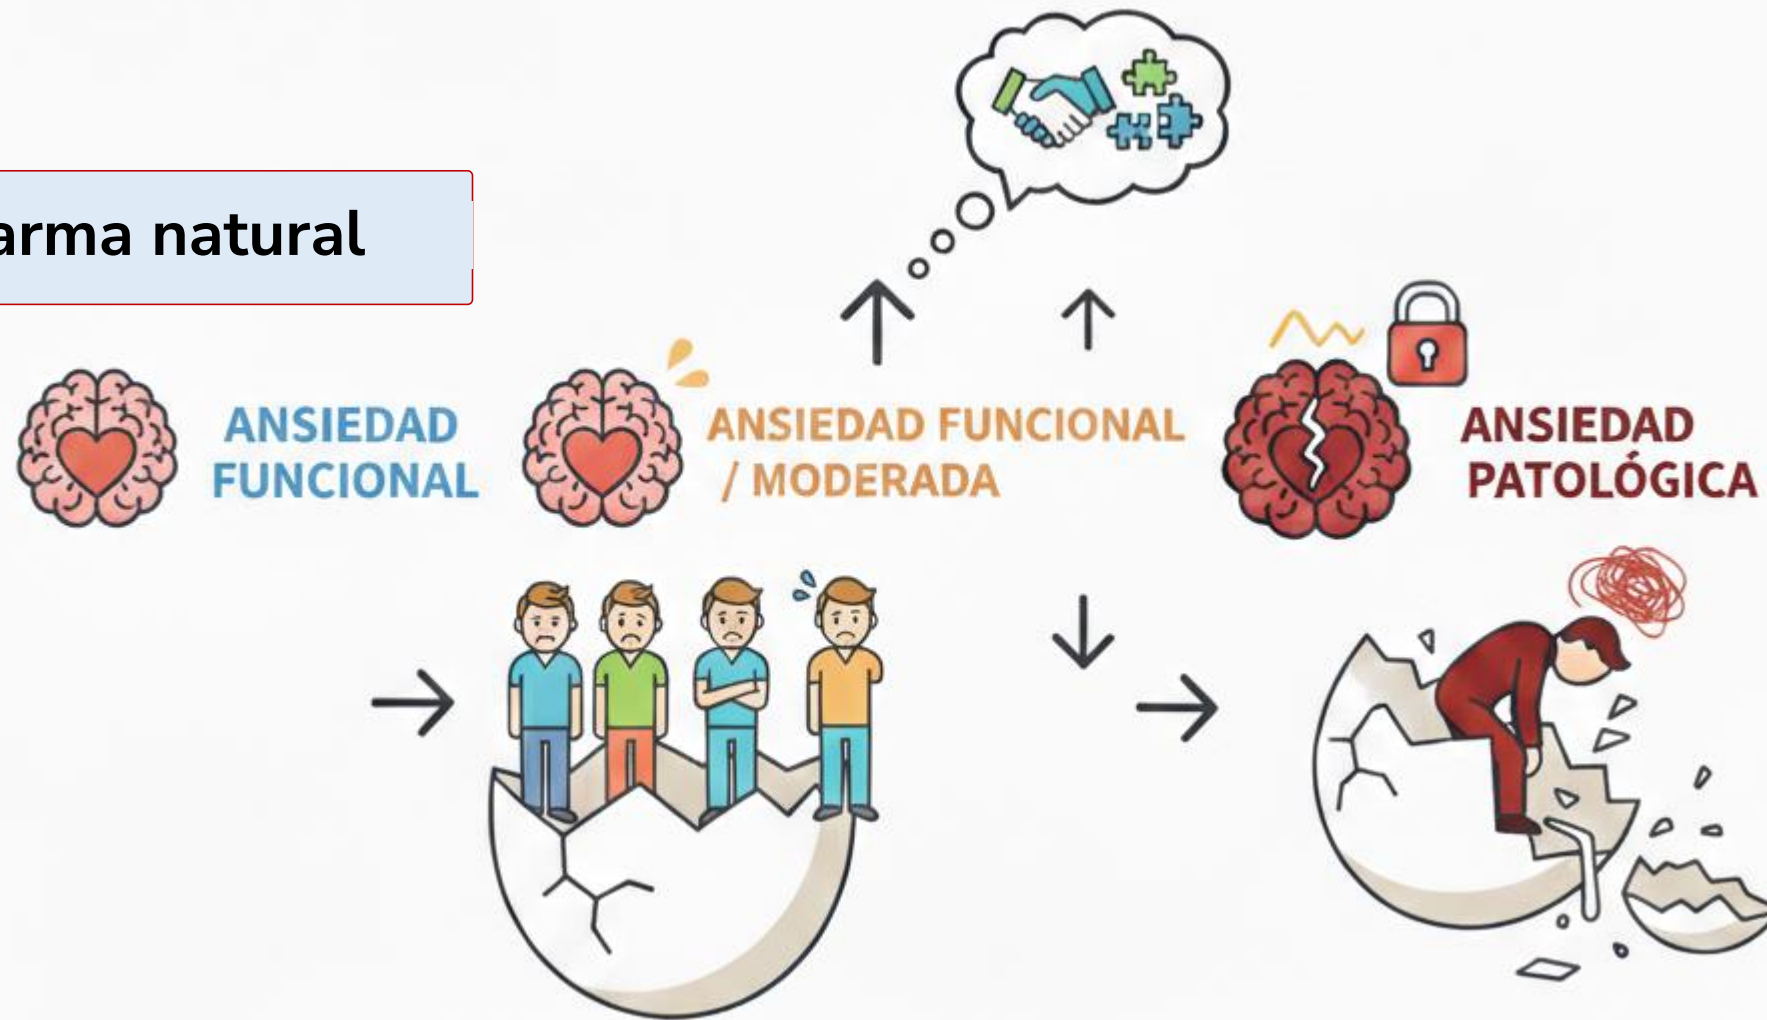 arma natural
ANSIEDAD
FUNCIONAL
ANSIEDAD FUNCIONAL
/ MODERADA
ANSIEDAD
PATOLÓGICA